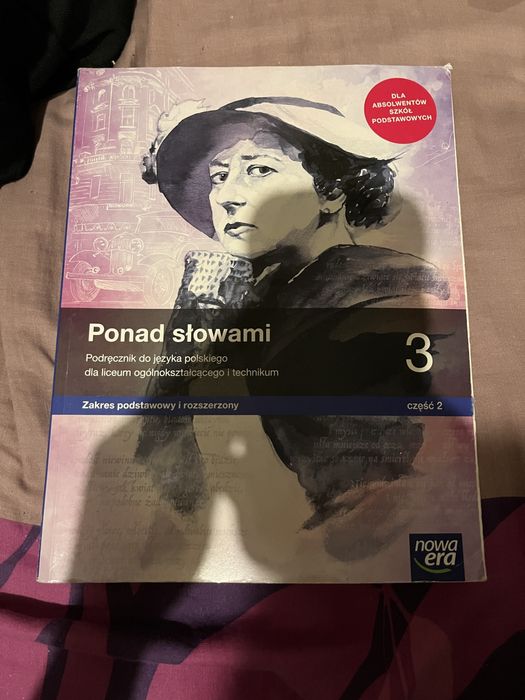 DLA
ABSOLWENTÓW
SZKÓŁ
PODSTAWOWYCH
Ponad słowami
3
Podręcznik do języka polskiego
dla liceum ogólnokształcącego i technikum
Zakres podstawowy i rozszerzony
część 2
nowa
era